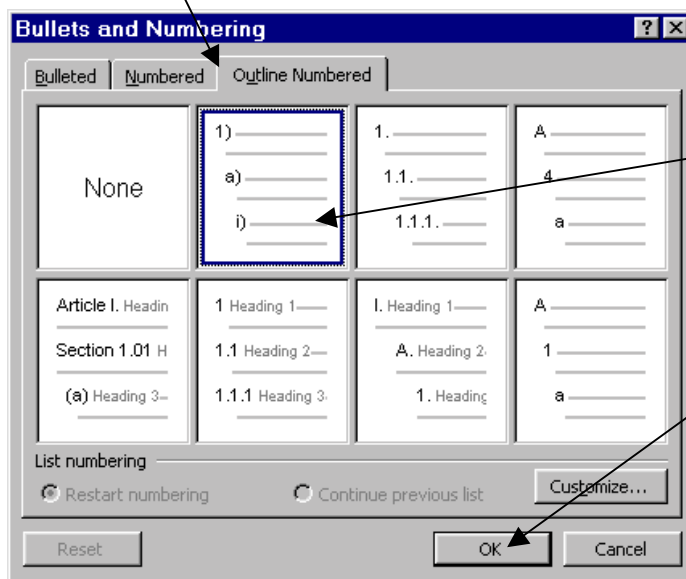 Bullets and Numbering
Bulleted Numbered Outline Numbered
None
1)
a)
i)
1.
1.1.
1.1.1.
A
4
a
Article I. Headin
Section 1.01 H
(a) Heading 3
1 Heading 1
1.1 Heading 2
1.1.1 Heading 3
I. Heading 1
A. Heading 2
1. Heading
A
1
a
List numbering
Restart numbering Continue previous list Customize...
Reset OK Cancel